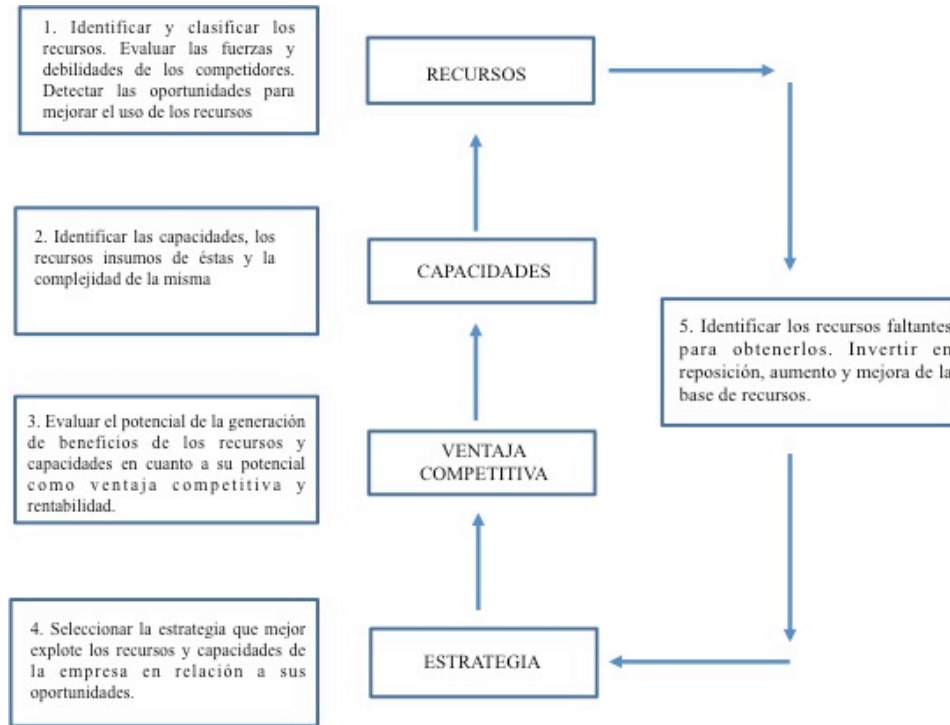 1. Identificar y clasificar los
recursos. Evaluar las fuerzas y
debilidades de los competidores.
Detectar las oportunidades para
mejorar el uso de los recursos
RECURSOS
2. Identificar las capacidades, los
recursos insumos de éstas y la
complejidad de la misma
CAPACIDADES
5. Identificar los recursos faltantes
para obtenerlos. Invertir en
reposición, aumento y mejora de la
base de recursos.
3. Evaluar el potencial de la generación
de beneficios de los recursos y
capacidades en cuanto a su potencial
como ventaja competitiva y
rentabilidad.
VENTAJA
COMPETITIVA
4. Seleccionar la estrategia que mejor
explote los recursos y capacidades de
la empresa en relación a sus
oportunidades.
ESTRATEGIA